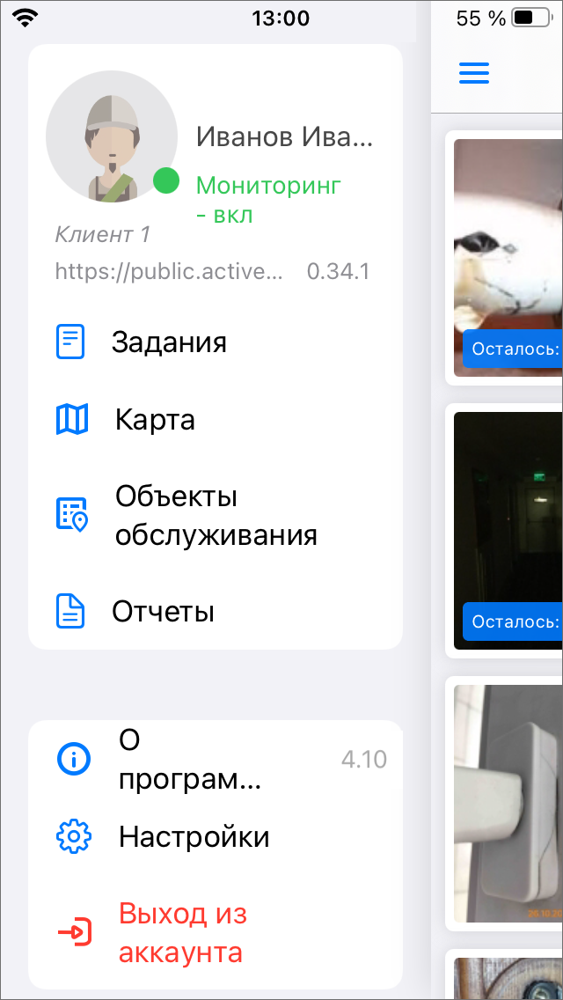 13:00
55 %
Иванов Ива...
Мониторинг
- вкл
Клиент 1
https://public.active... 0.34.1
Задания
Карта
Объекты
обслуживания
Отчеты
О
програм...
4.10
Настройки
Выход из
аккаунта
Осталось:
Осталось: